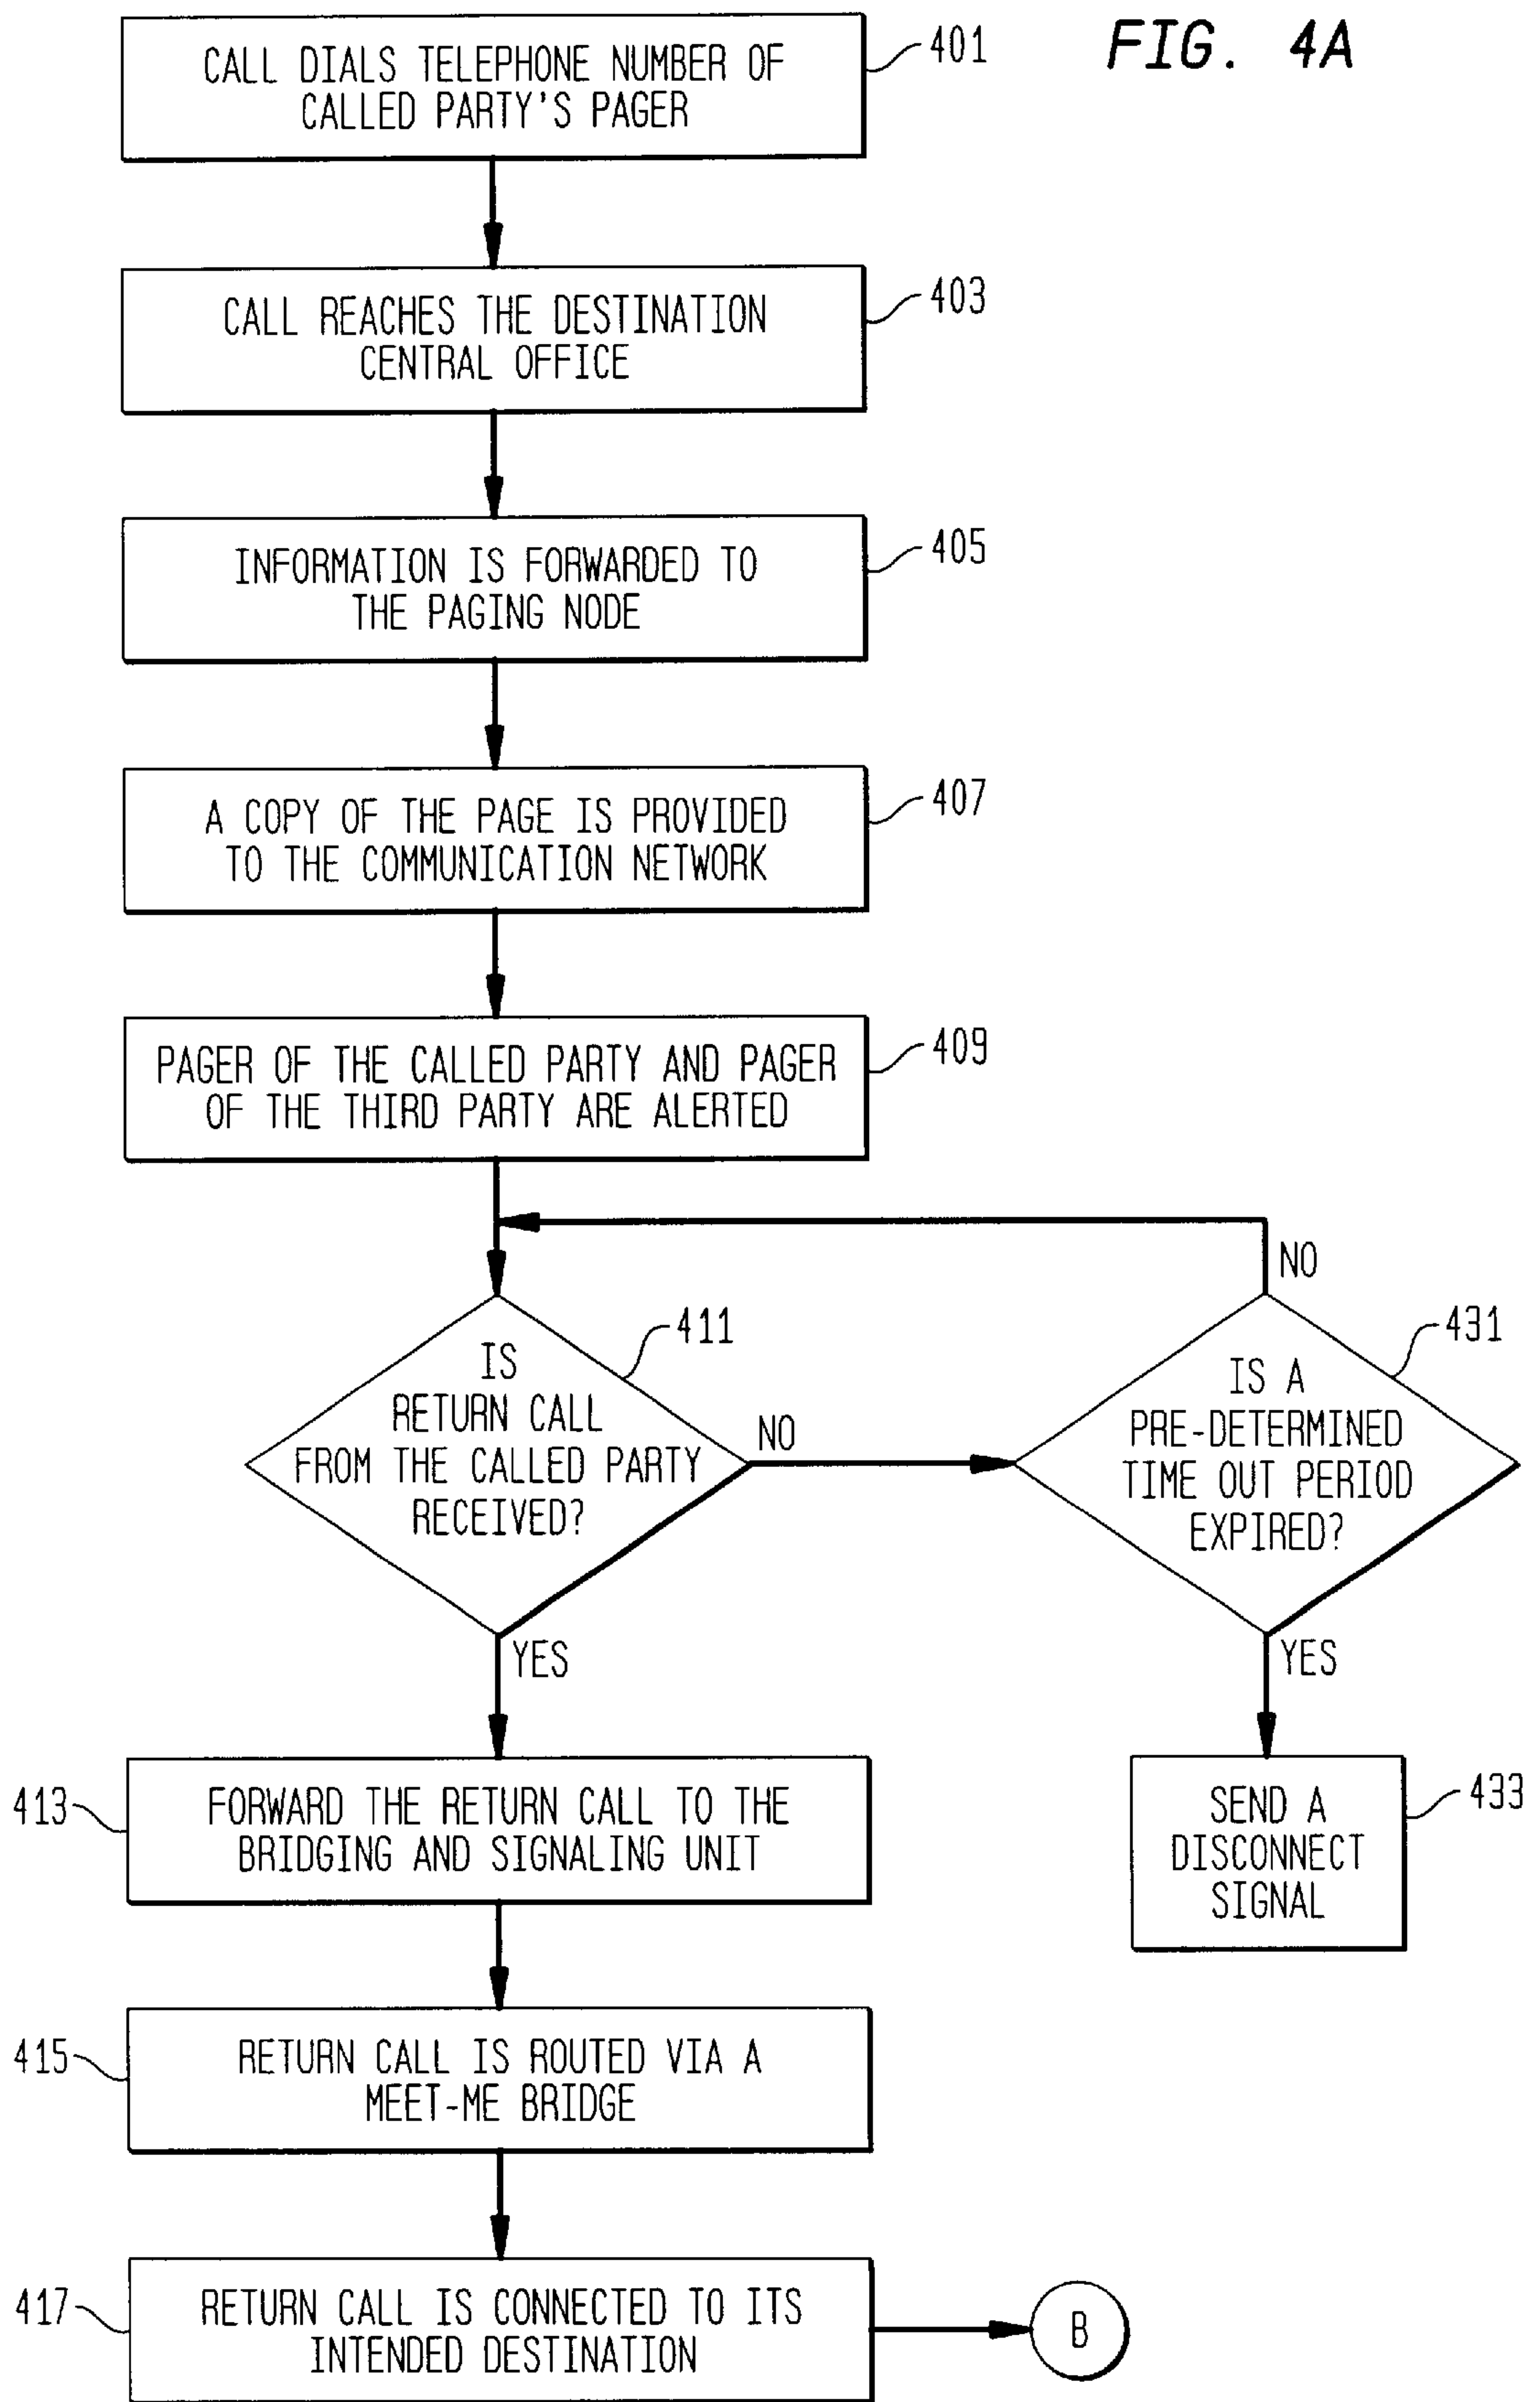 FIG. 4A
CALL DIALS TELEPHONE NUMBER OF
CALLED PARTY'S PAGER
401
CALL REACHES THE DESTINATION
CENTRAL OFFICE
403
INFORMATION IS FORWARDED TO
THE PAGING NODE
405
A COPY OF THE PAGE IS PROVIDED
TO THE COMMUNICATION NETWORK
407
PAGER OF THE CALLED PARTY AND PAGER
OF THE THIRD PARTY ARE ALERTED
409
IS
RETURN CALL
FROM THE CALLED PARTY
RECEIVED?
411
NO
YES
IS A
PRE-DETERMINED
TIME OUT PERIOD
EXPIRED?
431
NO
YES
SEND A
DISCONNECT
SIGNAL
433
413
FORWARD THE RETURN CALL TO THE
BRIDGING AND SIGNALING UNIT
415
RETURN CALL IS ROUTED VIA A
MEET-ME BRIDGE
417
RETURN CALL IS CONNECTED TO ITS
INTENDED DESTINATION
B